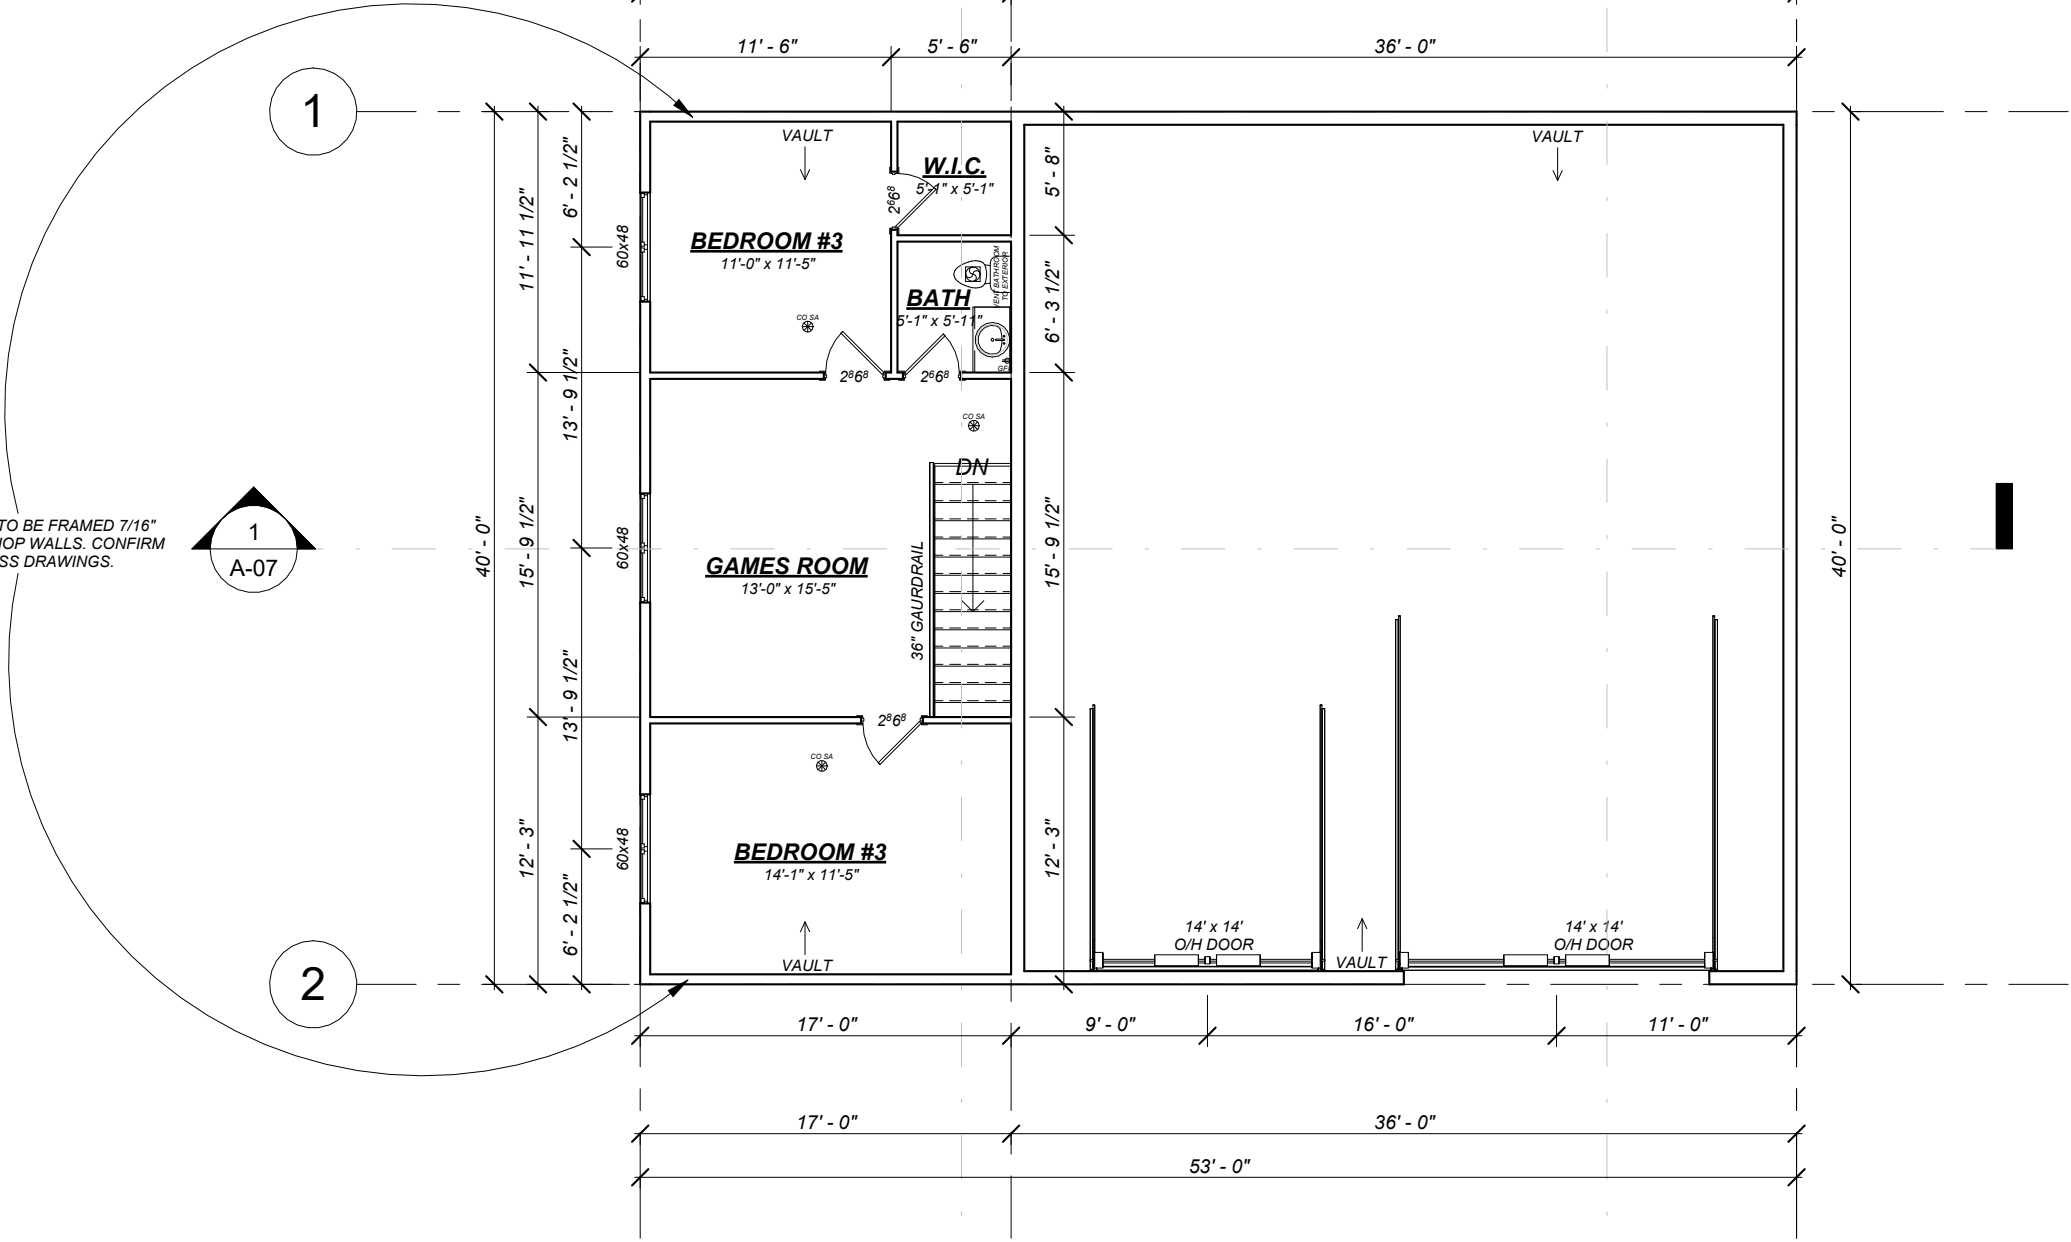 11' - 6"
5' - 6"
36' - 0"
1
VAULT
VAULT
W.I.C.
5'-1" x 5'-1"
2⁶6⁸
5' - 8"
6' - 2 1/2"
11' - 11 1/2"
60x48
BEDROOM #3
11'-0" x 11'-5"
VENT BATHROOM
TO EXTERIOR
BATH
5'-1" x 5'-11"
6' - 3 1/2"
CO SA
2⁸6⁸
2⁶6⁸
13' - 9 1/2"
CO SA
DN
TO BE FRAMED 7/16"
OP WALLS. CONFIRM
SS DRAWINGS.
1
A-07
40' - 0"
15' - 9 1/2"
60x48
GAMES ROOM
13'-0" x 15'-5"
36" GAURDRAIL
15' - 9 1/2"
40' - 0"
13' - 9 1/2"
2⁸6⁸
CO SA
12' - 3"
60x48
BEDROOM #3
14'-1" x 11'-5"
12' - 3"
6' - 2 1/2"
14' x 14'
O/H DOOR
14' x 14'
O/H DOOR
VAULT
VAULT
2
17' - 0"
9' - 0"
16' - 0"
11' - 0"
17' - 0"
36' - 0"
53' - 0"